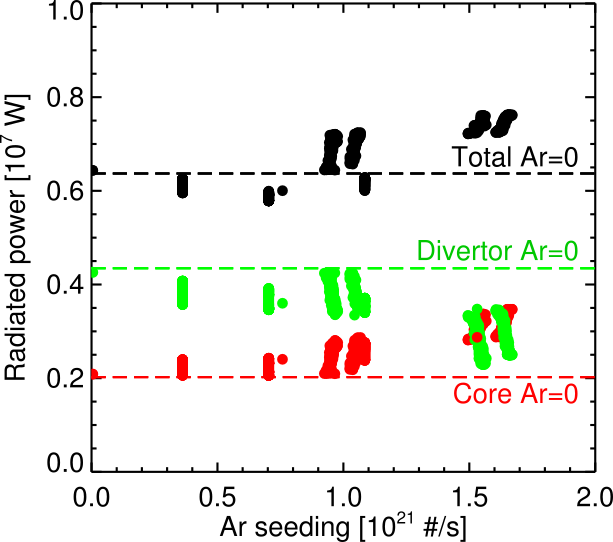 1.0
0.8
0.6
0.4
0.2
0.0
Radiated power [10⁷ W]
Total Ar=0
Divertor Ar=0
Core Ar=0
0.0 0.5 1.0 1.5 2.0
Ar seeding [10²¹ #/s]